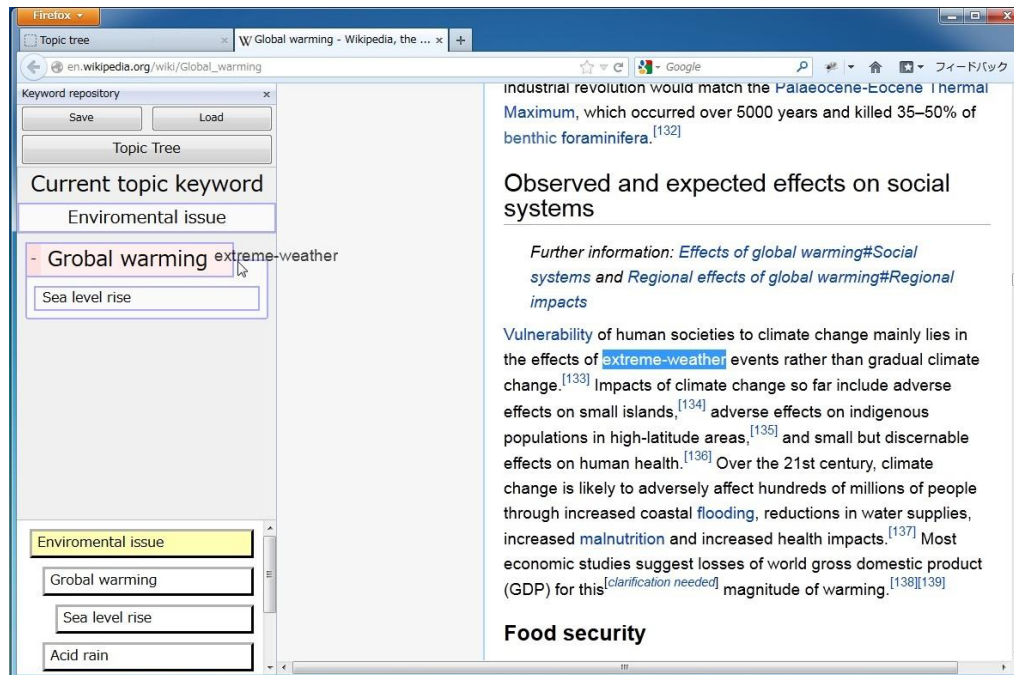 Firefox
Topic tree
W Global warming - Wikipedia, the ...
en.wikipedia.org/wiki/Global_warming
Google
フィードバック
Keyword repository
Save Load
Topic Tree
Current topic keyword
Enviromental issue
- Grobal warming extreme-weather
Sea level rise
Enviromental issue
Grobal warming
Sea level rise
Acid rain
industrial revolution would match the Palaeocene-Eocene Thermal
Maximum, which occurred over 5000 years and killed 35–50% of
benthic foraminifera.[132]
Observed and expected effects on social
systems
Further information: Effects of global warming#Social
systems and Regional effects of global warming#Regional
impacts
Vulnerability of human societies to climate change mainly lies in
the effects of extreme-weather events rather than gradual climate
change.[133] Impacts of climate change so far include adverse
effects on small islands,[134] adverse effects on indigenous
populations in high-latitude areas,[135] and small but discernable
effects on human health.[136] Over the 21st century, climate
change is likely to adversely affect hundreds of millions of people
through increased coastal flooding, reductions in water supplies,
increased malnutrition and increased health impacts.[137] Most
economic studies suggest losses of world gross domestic product
(GDP) for this[clarification needed] magnitude of warming.[138][139]
Food security